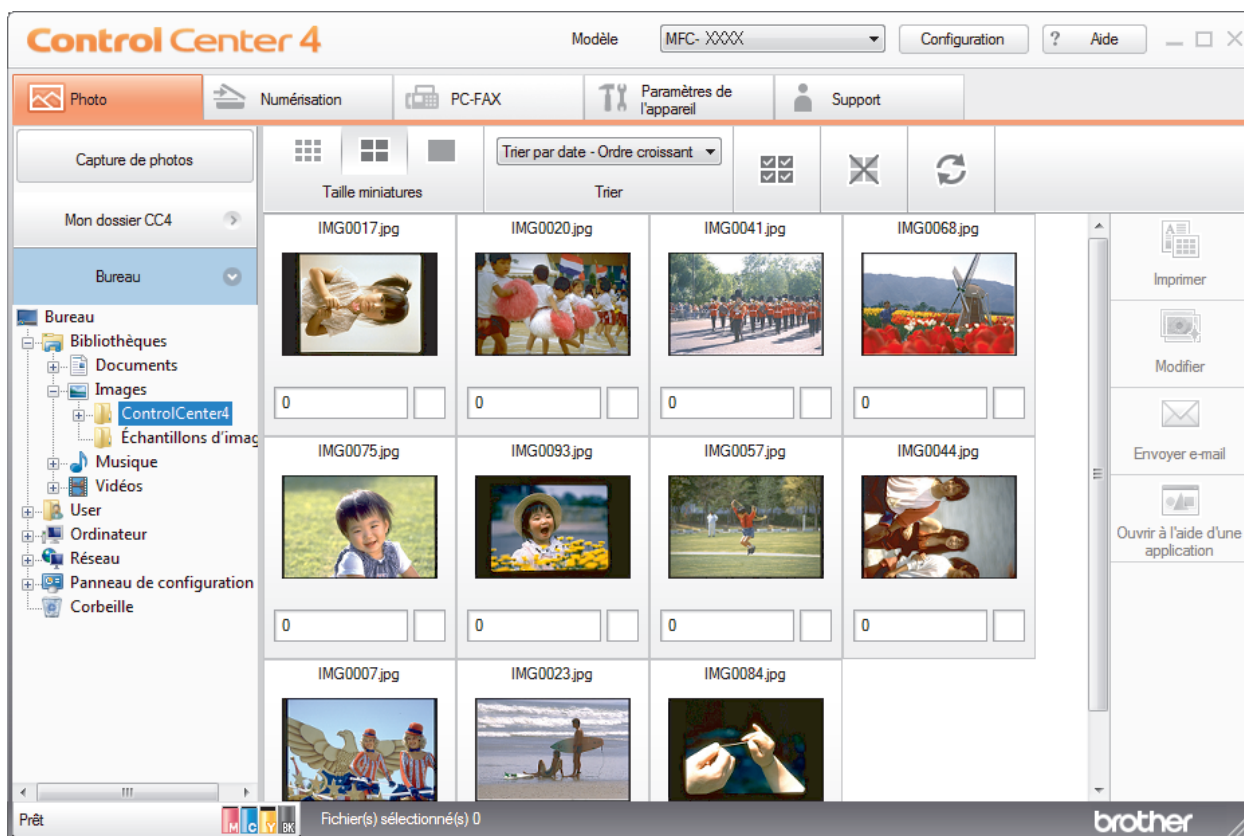 ControlCenter 4
Modèle
MFC- XXXX
Configuration
? Aide
Photo
Numérisation
PC-FAX
Paramètres de
l'appareil
Support
Capture de photos
Mon dossier CC4
Bureau
Taille miniatures
Trier par date - Ordre croissant
Trier
Bureau
Bibliothèques
Documents
Images
ControlCenter4
Échantillons d'imag
Musique
Vidéos
User
Ordinateur
Réseau
Panneau de configuration
Corbeille
IMG0017.jpg
IMG0020.jpg
IMG0041.jpg
IMG0068.jpg
0
0
0
0
IMG0075.jpg
IMG0093.jpg
IMG0057.jpg
IMG0044.jpg
0
0
0
0
IMG0007.jpg
IMG0023.jpg
IMG0084.jpg
Imprimer
Modifier
Envoyer e-mail
Ouvrir à l'aide d'une
application
Prêt
M C Y BK
Fichier(s) sélectionné(s) 0
brother